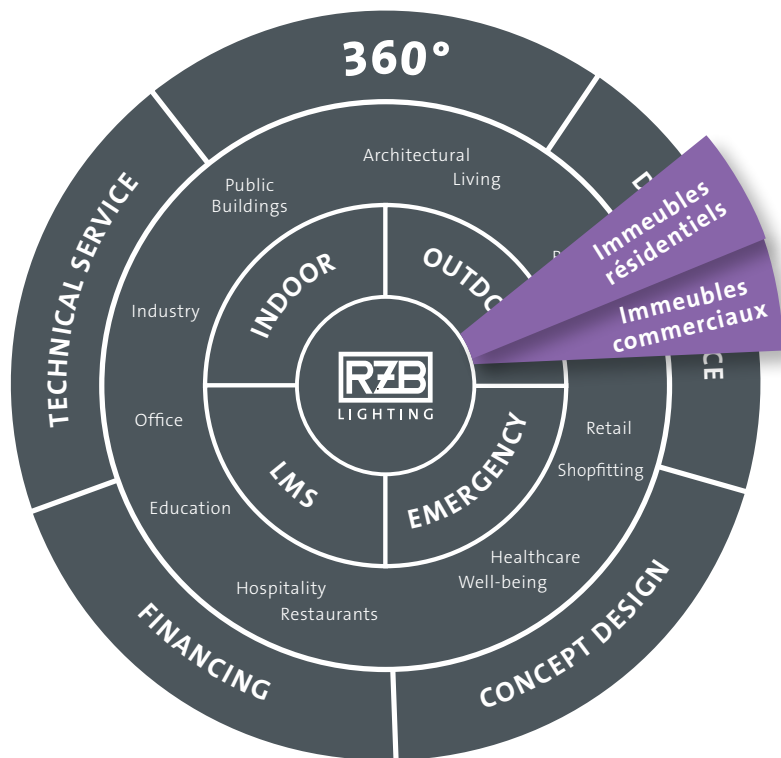 360°
TECHNICAL SERVICE
Architectural
Living
Public
Buildings
INDOOR
Immeubles
résidentiels
Immeubles
commerciaux
Industry
RZB
LIGHTING
Office
Retail
Shopfitting
EMERGENCY
LMS
Education
Healthcare
Well-being
Hospitality
Restaurants
FINANCING
CONCEPT DESIGN